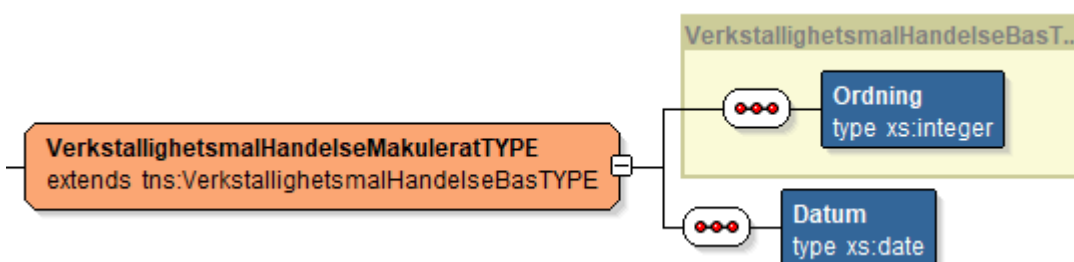 VerkstallighetsmalHandelseBasT...
Ordning
type xs:integer
VerkstallighetsmalHandelseMakuleratTYPE
extends tns:VerkstallighetsmalHandelseBasTYPE
Datum
type xs:date